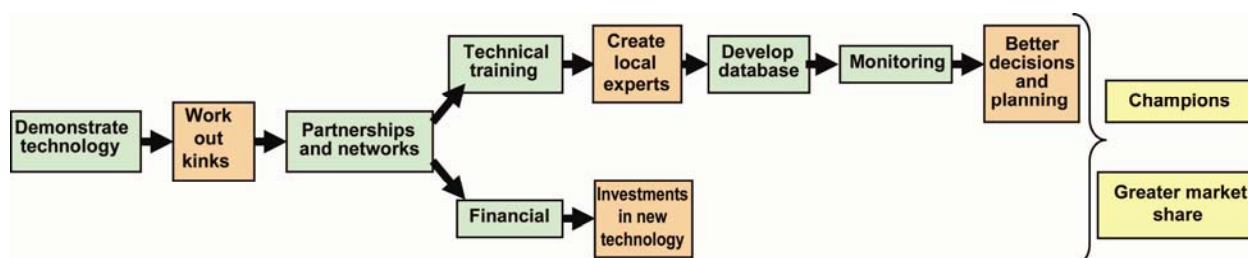 Demonstrate
technology
Work
out
kinks
Partnerships
and networks
Technical
training
Create
local
experts
Develop
database
Monitoring
Better
decisions
and
planning
Financial
Investments
in new
technology
Champions
Greater market
share